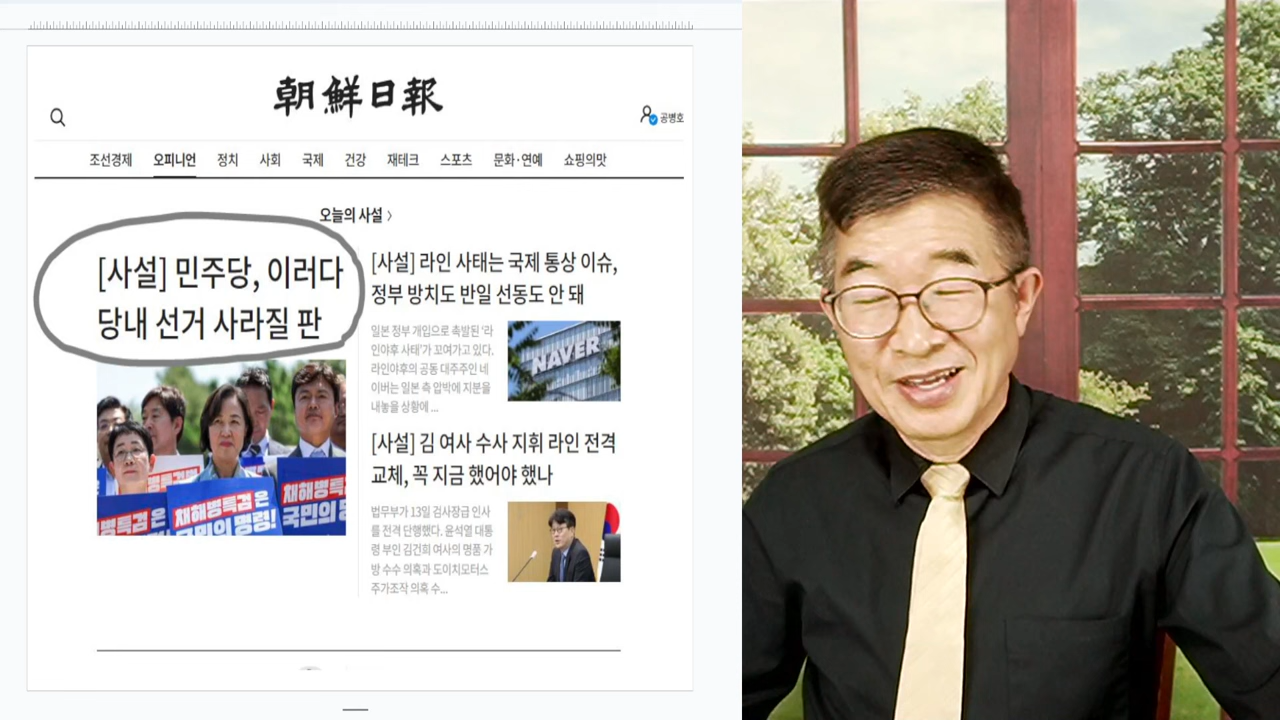 朝鮮日報
공병호
조선경제 오피니언 정치 사회 국제 건강 재테크 스포츠 문화·연예 쇼핑의맛
오늘의 사설 〉
[사설] 민주당, 이러다
당내 선거 사라질 판
채해병특검은
국민의 명령!
[사설] 라인 사태는 국제 통상 이슈,
정부 방치도 반일 선동도 안 돼
일본 정부 개입으로 촉발된 ‘라
인야후 사태’가 꼬여가고 있다.
라인야후의 공동 대주주인 네
이버는 일본 측 압박에 지분을
내놓을 상황에 ...
NAVER
[사설] 김 여사 수사 지휘 라인 전격
교체, 꼭 지금 했어야 했나
법무부가 13일 검사장급 인사
를 전격 단행했다. 윤석열 대통
령 부인 김건희 여사의 명품 가
방 수수 의혹과 도이치모터스
주가조작 의혹 수...